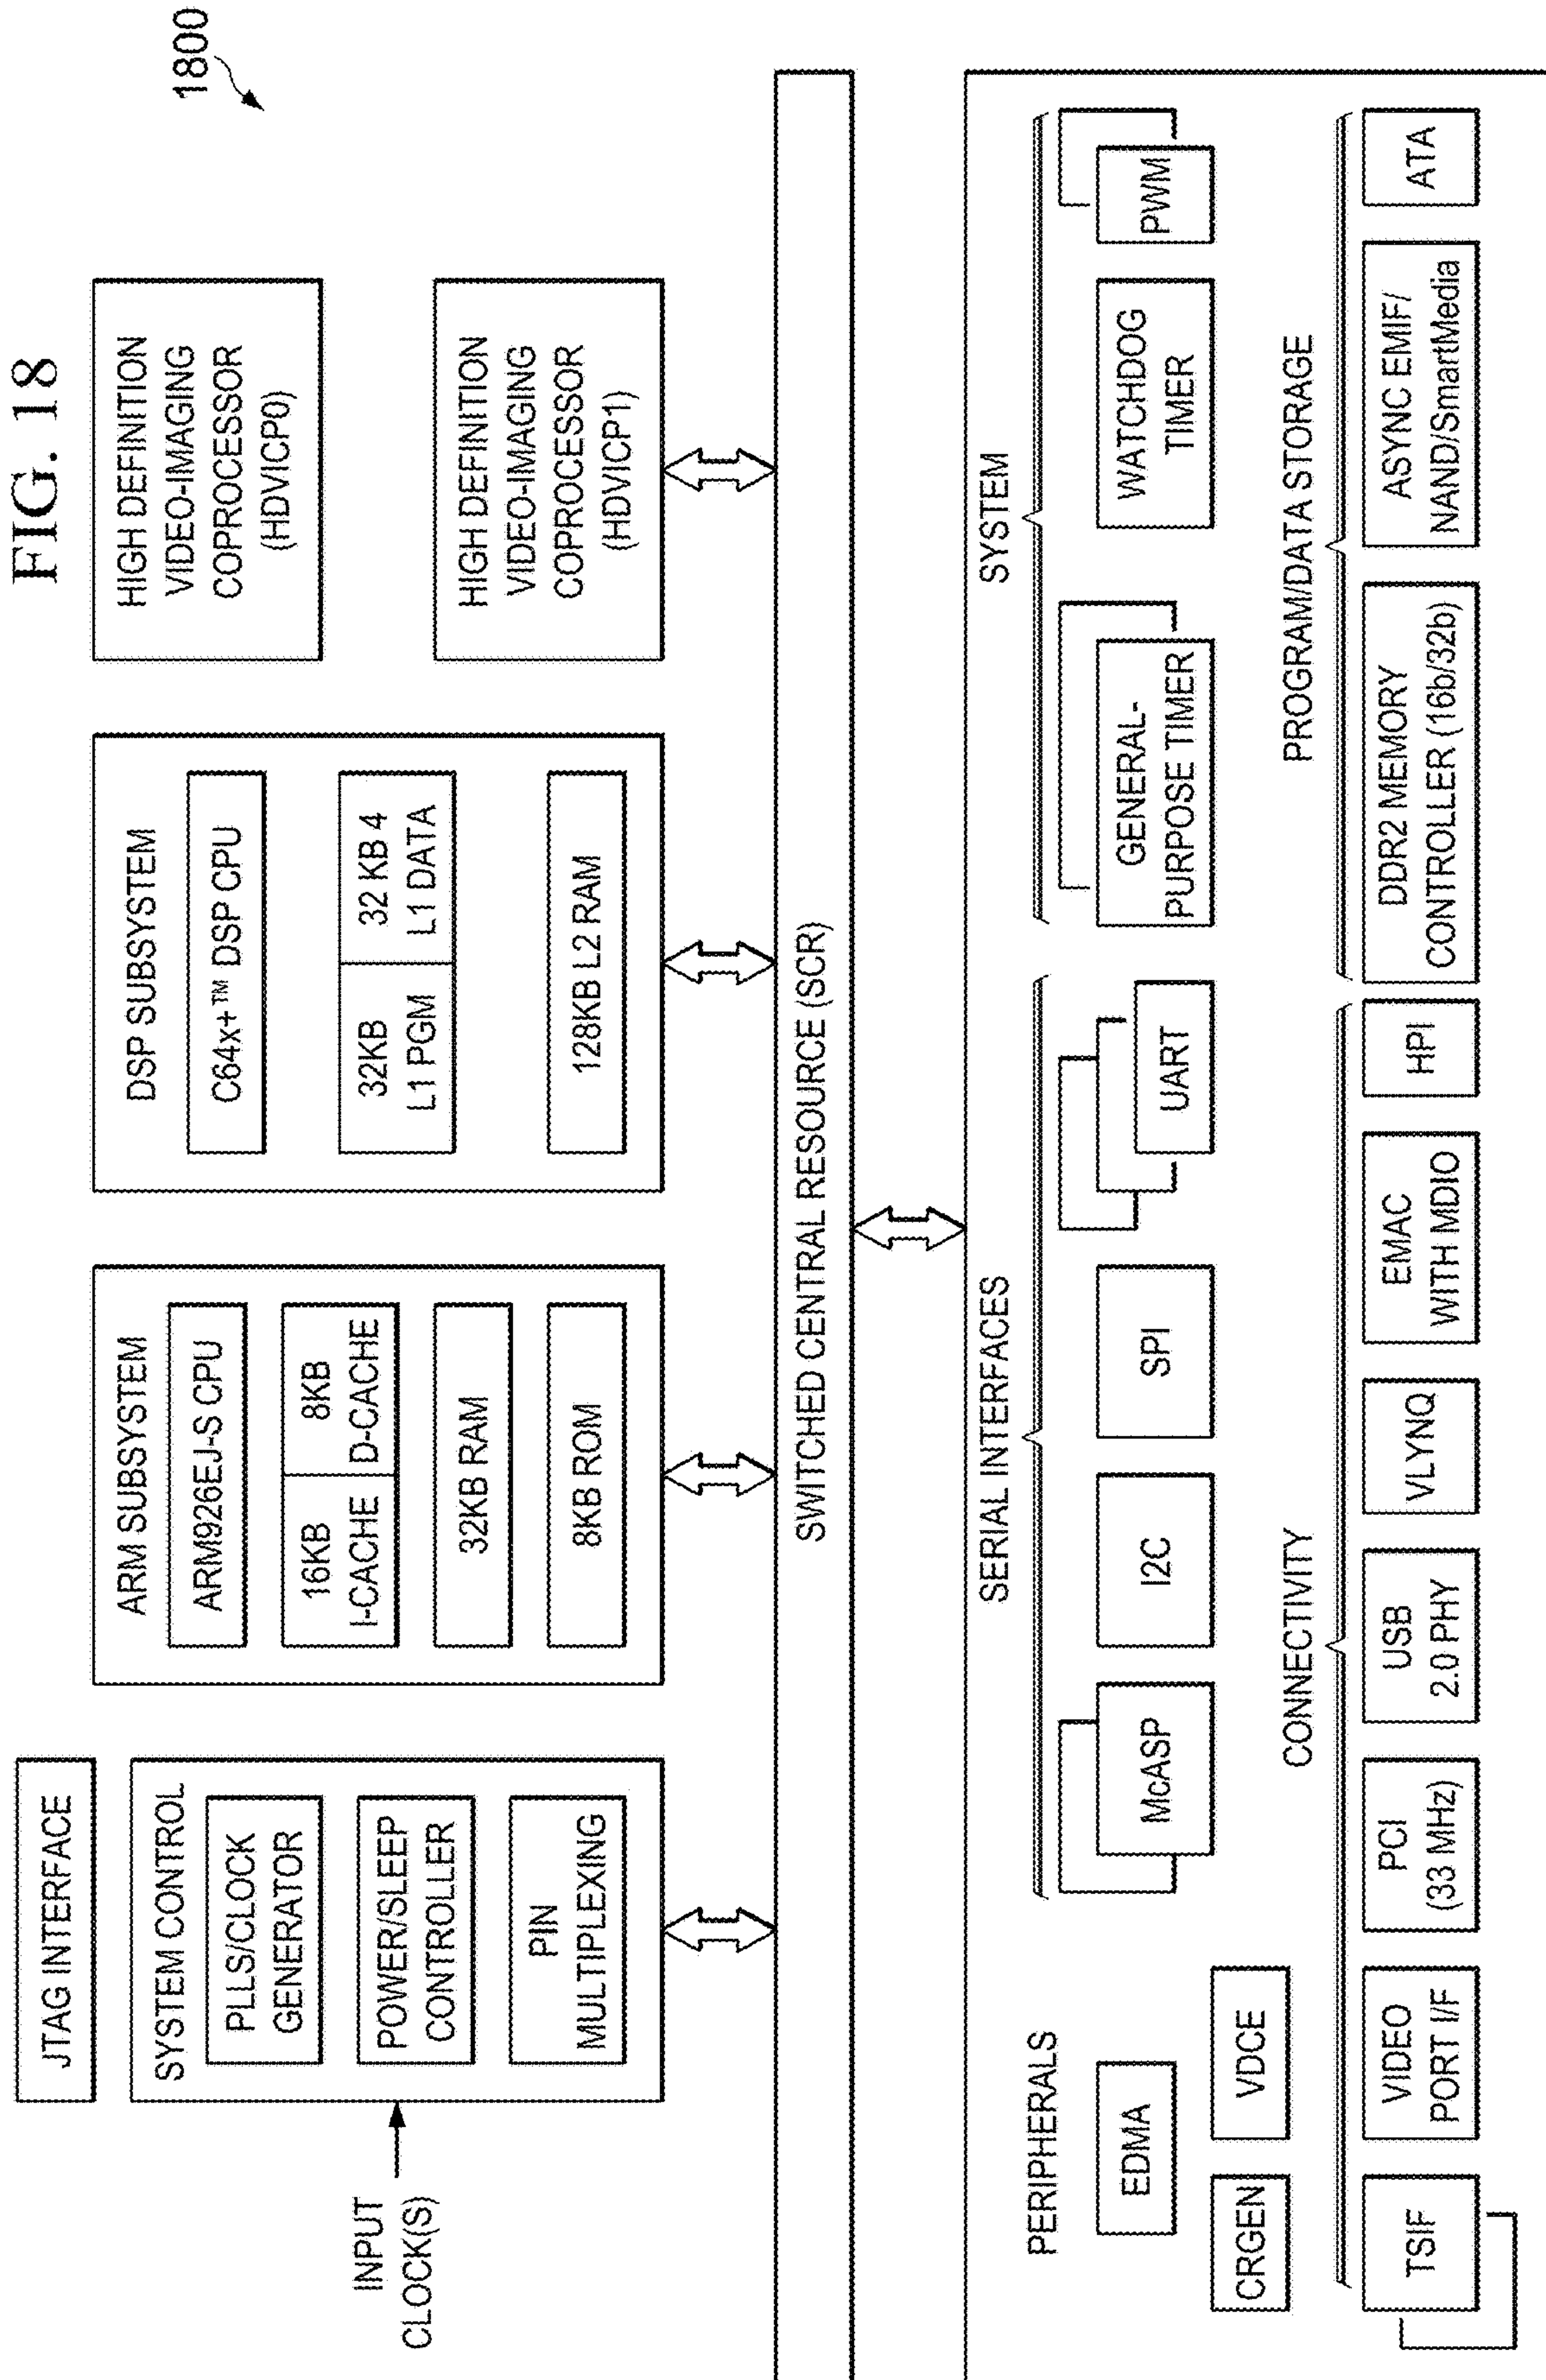 FIG. 18
1800
JTAG INTERFACE
SYSTEM CONTROL
PLLS/CLOCK
GENERATOR
POWER/SLEEP
CONTROLLER
PIN
MULTIPLEXING
INPUT
CLOCK(S)
ARM SUBSYSTEM
ARM926EJ-S CPU
16KB
I-CACHE
8KB
D-CACHE
32KB RAM
8KB ROM
DSP SUBSYSTEM
C64x+™ DSP CPU
32KB
L1 PGM
32 KB 4
L1 DATA
128KB L2 RAM
HIGH DEFINITION
VIDEO-IMAGING
COPROCESSOR
(HDVICP0)
HIGH DEFINITION
VIDEO-IMAGING
COPROCESSOR
(HDVICP1)
SWITCHED CENTRAL RESOURCE (SCR)
PERIPHERALS
EDMA
CRGEN
VDCE
SERIAL INTERFACES
McASP
I2C
SPI
UART
SYSTEM
GENERAL-
PURPOSE TIMER
WATCHDOG
TIMER
PWM
CONNECTIVITY
TSIF
VIDEO
PORT I/F
PCI
(33 MHz)
USB
2.0 PHY
VLYNQ
EMAC
WITH MDIO
HPI
PROGRAM/DATA STORAGE
DDR2 MEMORY
CONTROLLER (16b/32b)
ASYNC EMIF/
NAND/SmartMedia
ATA